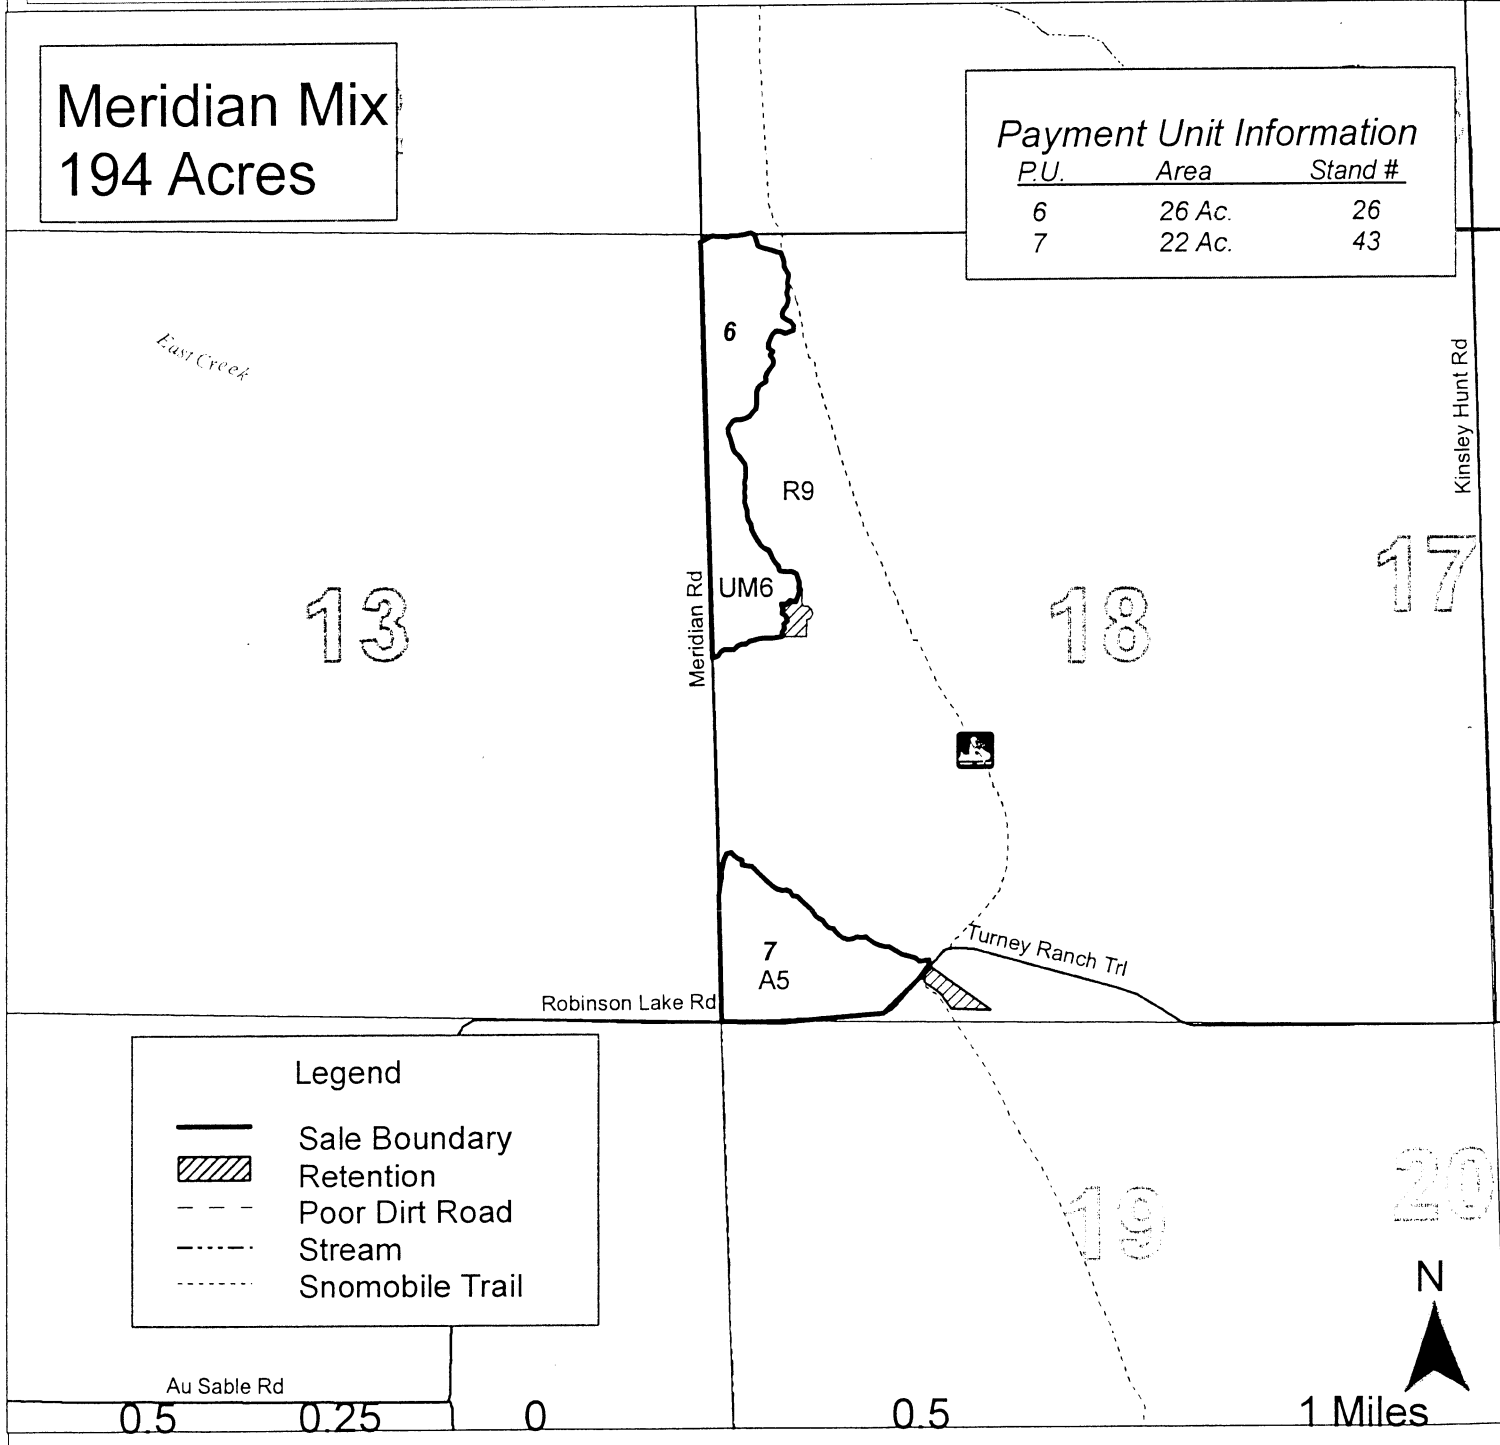 Meridian Mix
194 Acres
Payment Unit Information
P.U. Area Stand #
6 26 Ac. 26
7 22 Ac. 43
East Creek
6
Kinsley Hunt Rd
R9
17
UM6
13
Meridian Rd
18
Turney Ranch Trl
7
A5
Robinson Lake Rd
Legend
Sale Boundary
Retention
Poor Dirt Road
Stream
Snomobile Trail
19
20
N
Au Sable Rd
0.5 0.25 0 0.5 1 Miles